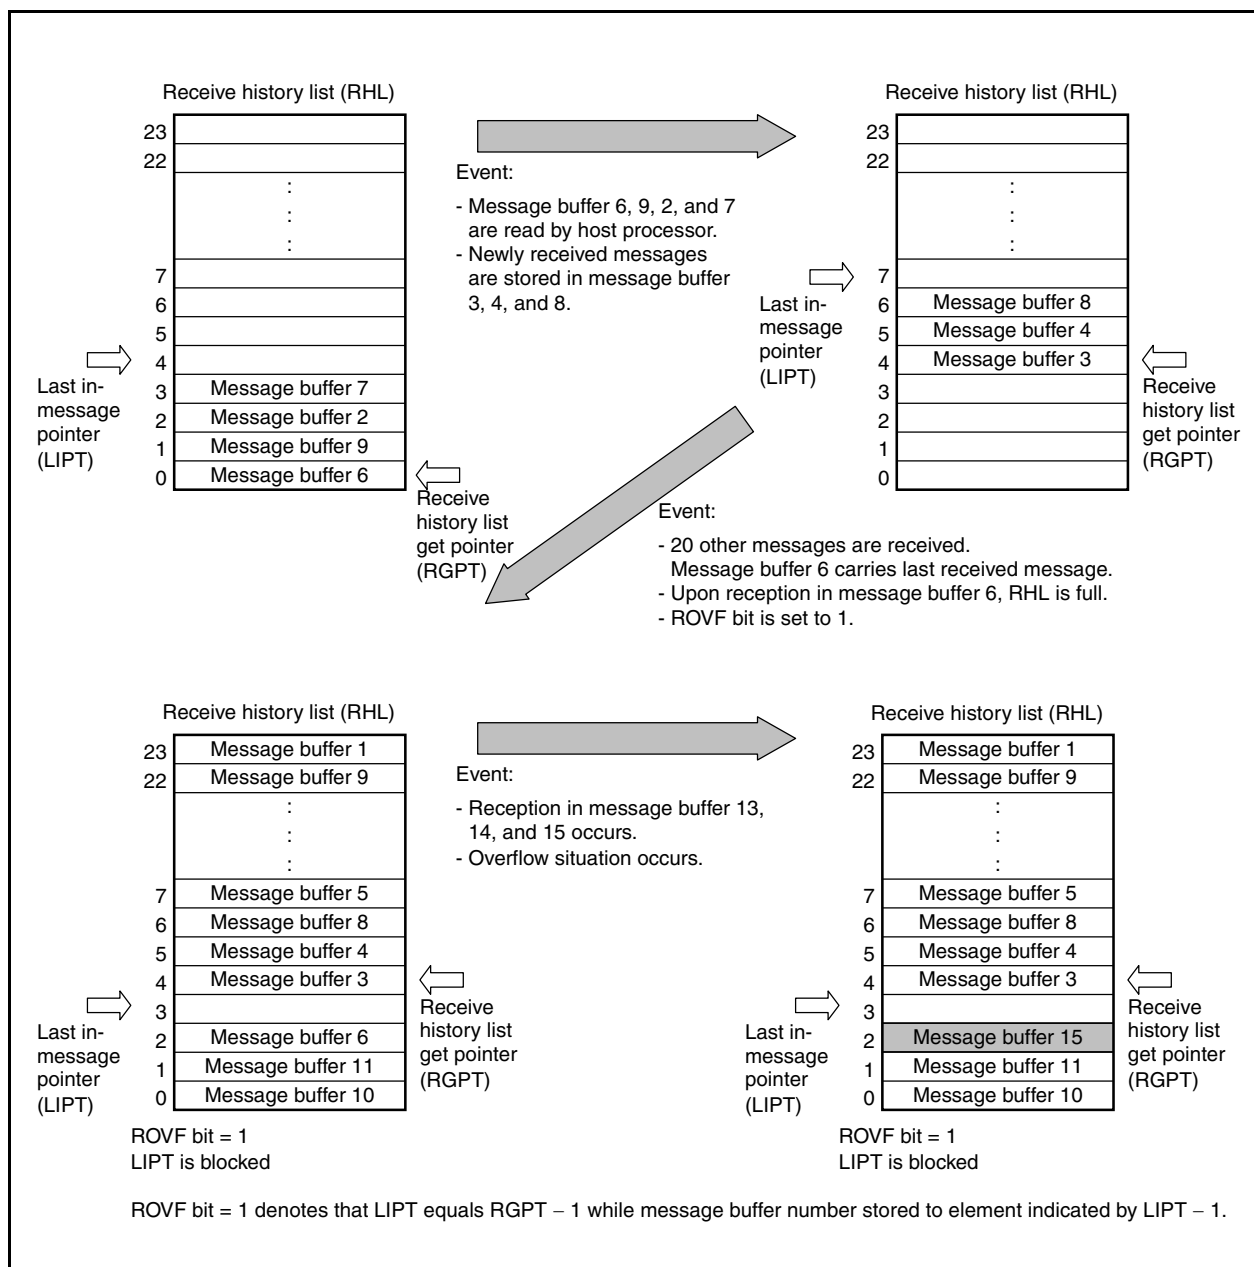 Receive history list (RHL)
23
22
:
:
:
7
6
5
4
3 Message buffer 7
2 Message buffer 2
1 Message buffer 9
0 Message buffer 6
Last in-
message
pointer
(LIPT)
Receive
history list
get pointer
(RGPT)
Event:
- Message buffer 6, 9, 2, and 7
are read by host processor.
- Newly received messages
are stored in message buffer
3, 4, and 8.
Receive history list (RHL)
23
22
:
:
:
7
6 Message buffer 8
5 Message buffer 4
4 Message buffer 3
3
2
1
0
Last in-
message
pointer
(LIPT)
Receive
history list
get pointer
(RGPT)
Event:
- 20 other messages are received.
Message buffer 6 carries last received message.
- Upon reception in message buffer 6, RHL is full.
- ROVF bit is set to 1.
Receive history list (RHL)
23 Message buffer 1
22 Message buffer 9
:
:
:
7 Message buffer 5
6 Message buffer 8
5 Message buffer 4
4 Message buffer 3
3
2 Message buffer 6
1 Message buffer 11
0 Message buffer 10
Last in-
message
pointer
(LIPT)
Receive
history list
get pointer
(RGPT)
ROVF bit = 1
LIPT is blocked
Event:
- Reception in message buffer 13,
14, and 15 occurs.
- Overflow situation occurs.
Receive history list (RHL)
23 Message buffer 1
22 Message buffer 9
:
:
:
7 Message buffer 5
6 Message buffer 8
5 Message buffer 4
4 Message buffer 3
3
2 Message buffer 15
1 Message buffer 11
0 Message buffer 10
Last in-
message
pointer
(LIPT)
Receive
history list
get pointer
(RGPT)
ROVF bit = 1
LIPT is blocked
ROVF bit = 1 denotes that LIPT equals RGPT − 1 while message buffer number stored to element indicated by LIPT − 1.